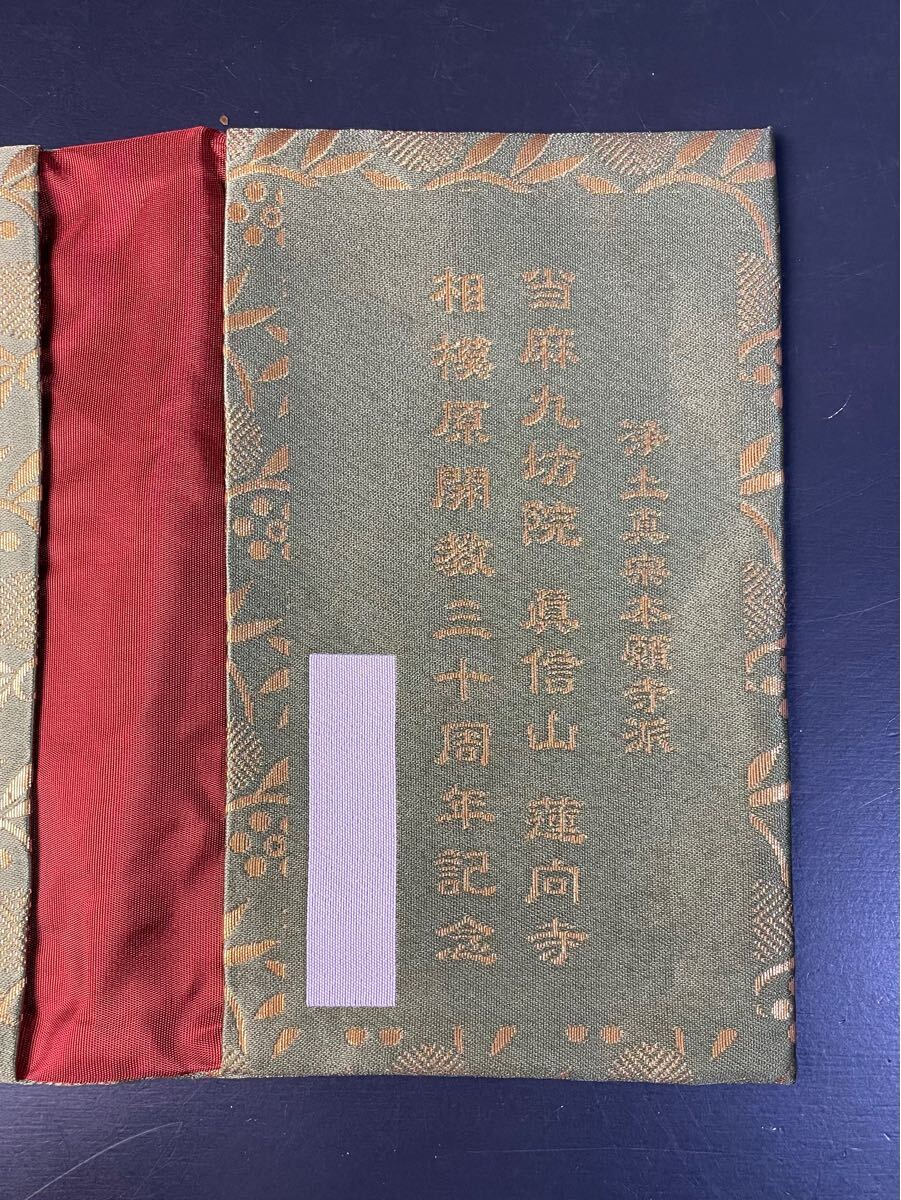 浄土真宗本願寺派
当麻九坊院 眞信山 蓮向寺
相模原開教三十周年記念